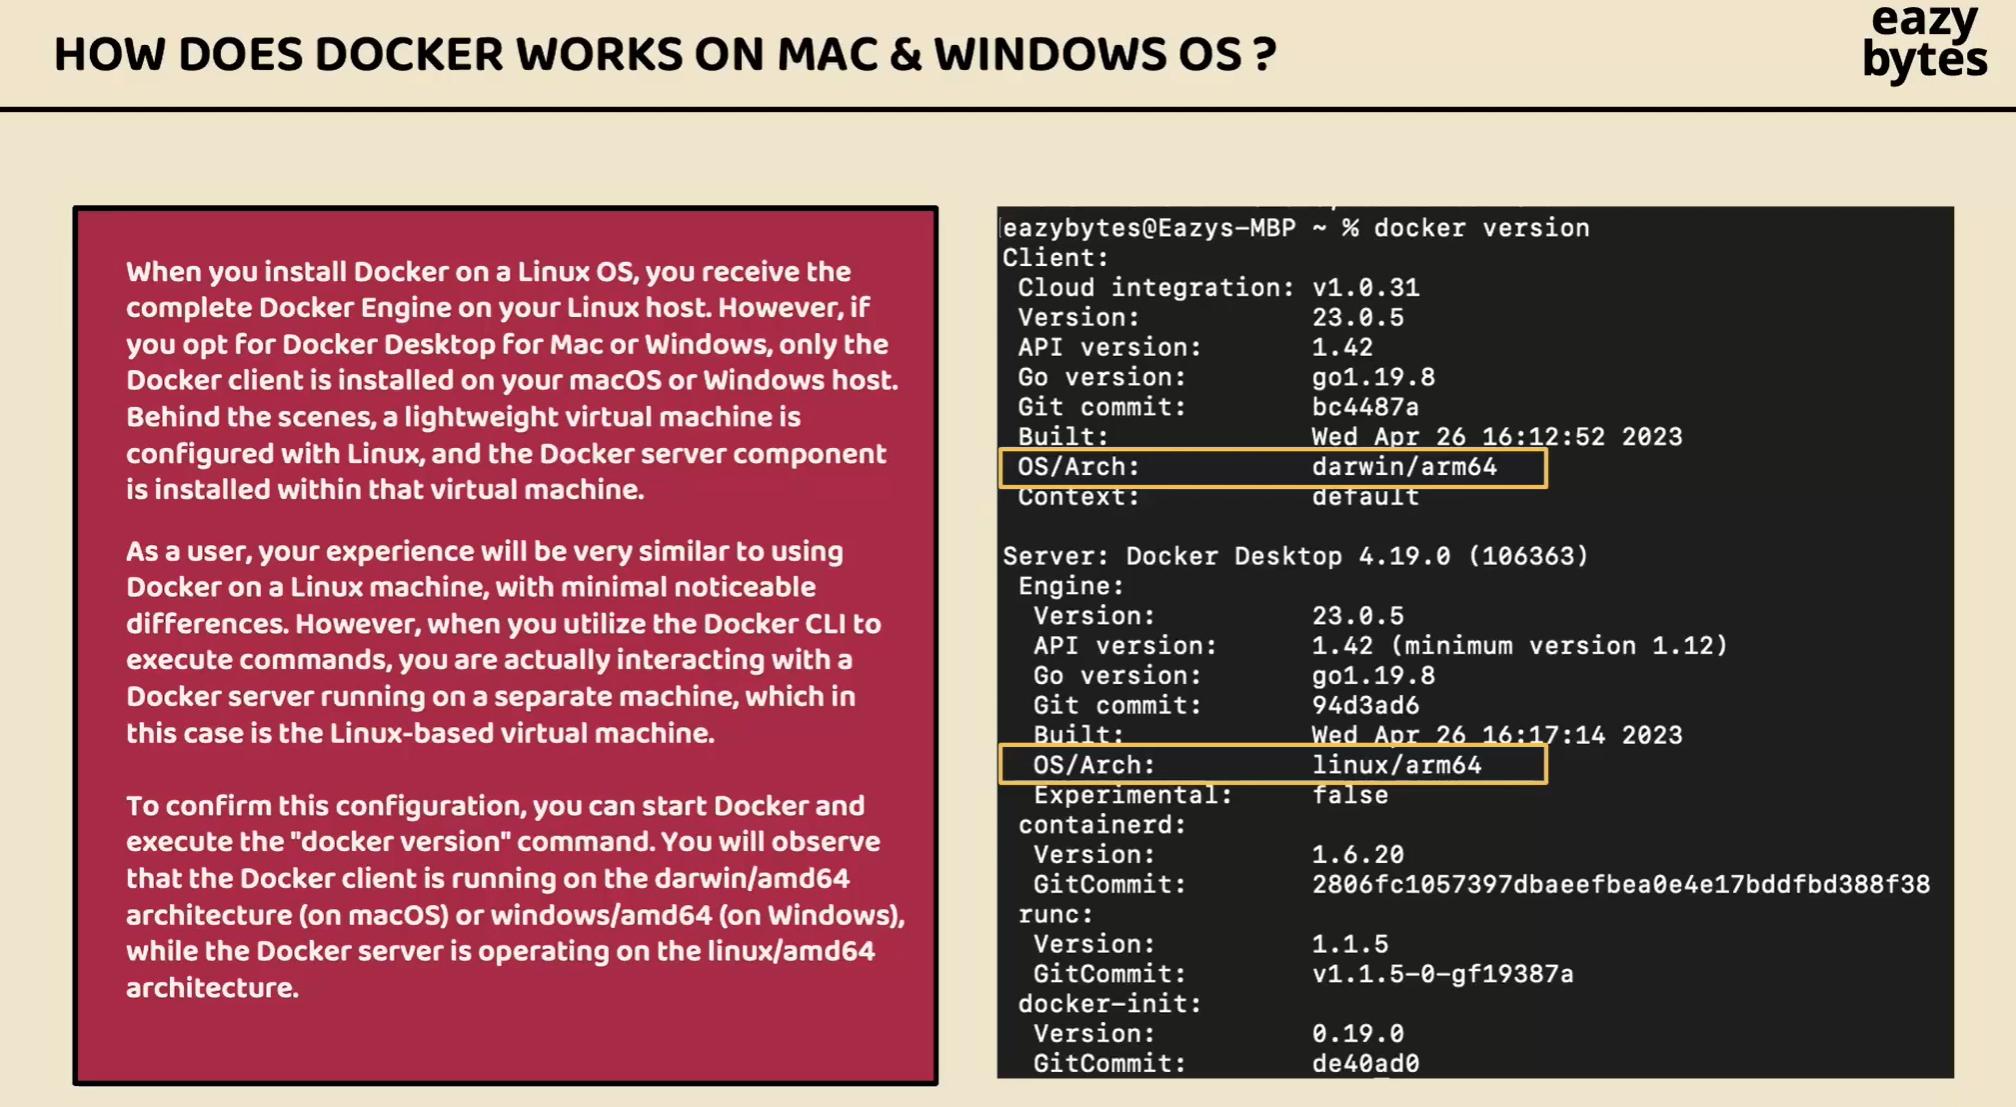 HOW DOES DOCKER WORKS ON MAC & WINDOWS OS ?
eazy
bytes
When you install Docker on a Linux OS, you receive the
complete Docker Engine on your Linux host. However, if
you opt for Docker Desktop for Mac or Windows, only the
Docker client is installed on your macOS or Windows host.
Behind the scenes, a lightweight virtual machine is
configured with Linux, and the Docker server component
is installed within that virtual machine.
As a user, your experience will be very similar to using
Docker on a Linux machine, with minimal noticeable
differences. However, when you utilize the Docker CLI to
execute commands, you are actually interacting with a
Docker server running on a separate machine, which in
this case is the Linux-based virtual machine.
To confirm this configuration, you can start Docker and
execute the "docker version" command. You will observe
that the Docker client is running on the darwin/amd64
architecture (on macOS) or windows/amd64 (on Windows),
while the Docker server is operating on the linux/amd64
architecture.
eazybytes@Eazys-MBP ~ % docker version
Client:
Cloud integration: v1.0.31
Version: 23.0.5
API version: 1.42
Go version: go1.19.8
Git commit: bc4487a
Built: Wed Apr 26 16:12:52 2023
OS/Arch: darwin/arm64
Context: default
Server: Docker Desktop 4.19.0 (106363)
Engine:
Version: 23.0.5
API version: 1.42 (minimum version 1.12)
Go version: go1.19.8
Git commit: 94d3ad6
Built: Wed Apr 26 16:17:14 2023
OS/Arch: linux/arm64
Experimental: false
containerd:
Version: 1.6.20
GitCommit: 2806fc1057397dbaeefbea0e4e17bddfbd388f38
runc:
Version: 1.1.5
GitCommit: v1.1.5-0-gf19387a
docker-init:
Version: 0.19.0
GitCommit: de40ad0